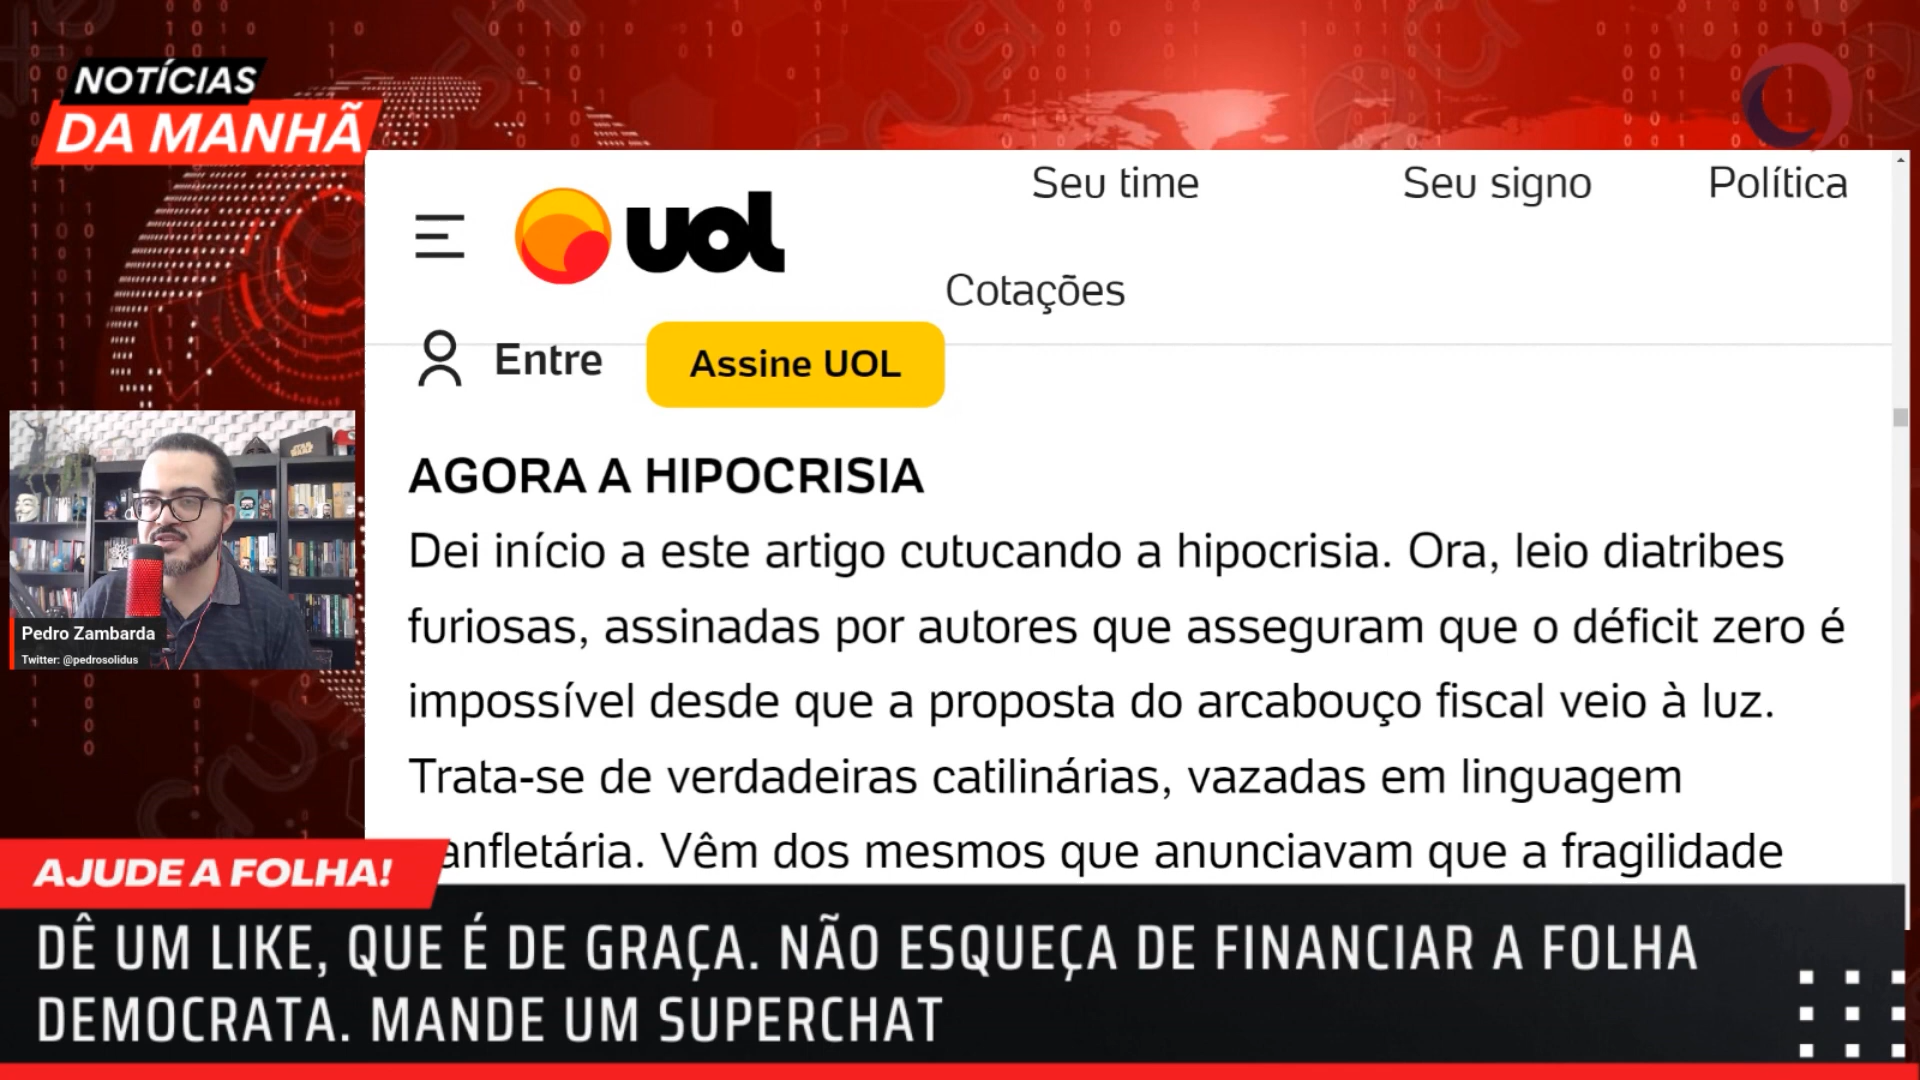 NOTÍCIAS
DA MANHÃ
Seu time
Seu signo
Política
uol
Cotações
Entre
Assine UOL
AGORA A HIPOCRISIA
Dei início a este artigo cutucando a hipocrisia. Ora, leio diatribes
furiosas, assinadas por autores que asseguram que o déficit zero é
impossível desde que a proposta do arcabouço fiscal veio à luz.
Trata-se de verdadeiras catilinárias, vazadas em linguagem
anfletária. Vêm dos mesmos que anunciavam que a fragilidade
Pedro Zambarda
Twitter: @pedrosolidus
AJUDE A FOLHA!
DÊ UM LIKE, QUE É DE GRAÇA. NÃO ESQUEÇA DE FINANCIAR A FOLHA
DEMOCRATA. MANDE UM SUPERCHAT